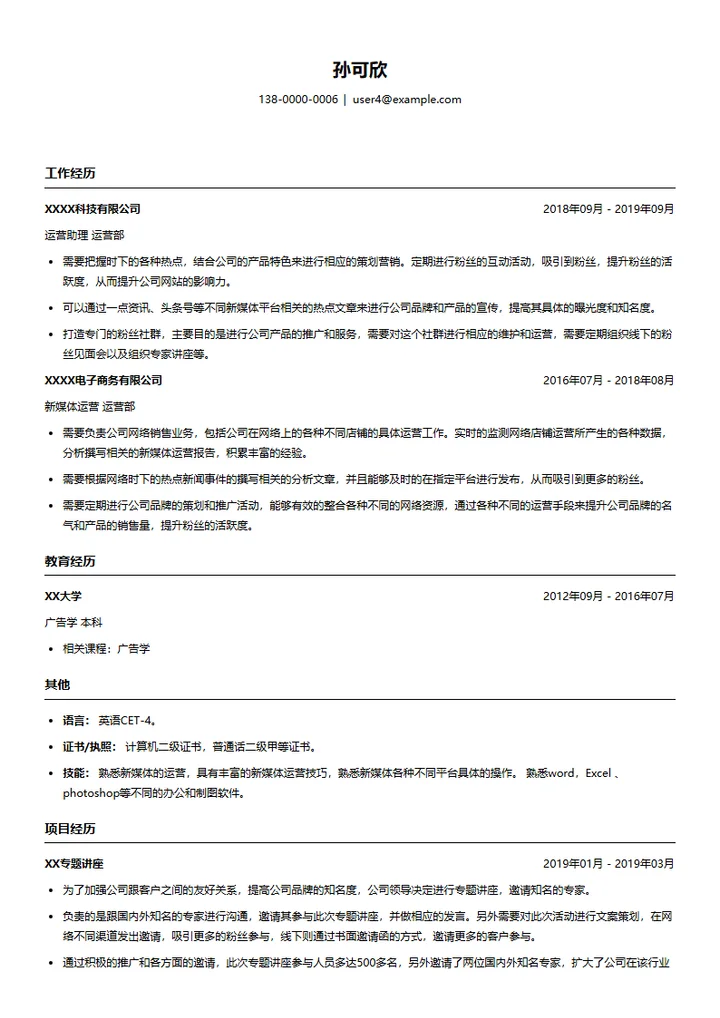 孙可欣
138-0000-0006 | user4@example.com
工作经历
XXXX科技有限公司 2018年09月 - 2019年09月
运营助理 运营部
• 需要把握时下的各种热点，结合公司的产品特色来进行相应的策划营销。定期进行粉丝的互动活动，吸引到粉丝，提升粉丝的活
跃度，从而提升公司网站的影响力。
• 可以通过一点资讯、头条号等不同新媒体平台相关的热点文章来进行公司品牌和产品的宣传，提高其具体的曝光度和知名度。
• 打造专门的粉丝社群，主要目的是进行公司产品的推广和服务，需要对这个社群进行相应的维护和运营，需要定期组织线下的粉
丝见面会以及组织专家讲座等。
XXXX电子商务有限公司 2016年07月 - 2018年08月
新媒体运营 运营部
• 需要负责公司网络销售业务，包括公司在网络上的各种不同店铺的具体运营工作。实时的监测网络店铺运营所产生的各种数据，
分析撰写相关的新媒体运营报告，积累丰富的经验。
• 需要根据网络时下的热点新闻事件的撰写相关的分析文章，并且能够及时的在指定平台进行发布，从而吸引到更多的粉丝。
• 需要定期进行公司品牌的策划和推广活动，能够有效的整合各种不同的网络资源，通过各种不同的运营手段来提升公司品牌的名
气和产品的销售量，提升粉丝的活跃度。
教育经历
XX大学 2012年09月 - 2016年07月
广告学 本科
• 相关课程：广告学
其他
• 语言： 英语CET-4。
• 证书/执照： 计算机二级证书，普通话二级甲等证书。
• 技能： 熟悉新媒体的运营，具有丰富的新媒体运营技巧，熟悉新媒体各种不同平台具体的操作。 熟悉word，Excel 、
photoshop等不同的办公和制图软件。
项目经历
XX专题讲座 2019年01月 - 2019年03月
• 为了加强公司跟客户之间的友好关系，提高公司品牌的知名度，公司领导决定进行专题讲座，邀请知名的专家。
• 负责的是跟国内外知名的专家进行沟通，邀请其参与此次专题讲座，并做相应的发言。另外需要对此次活动进行文案策划，在网
络不同渠道发出邀请，吸引更多的粉丝参与，线下则通过书面邀请函的方式，邀请更多的客户参与。
• 通过积极的推广和各方面的邀请，此次专题讲座参与人员多达500多名，另外邀请了两位国内外知名专家，扩大了公司在该行业